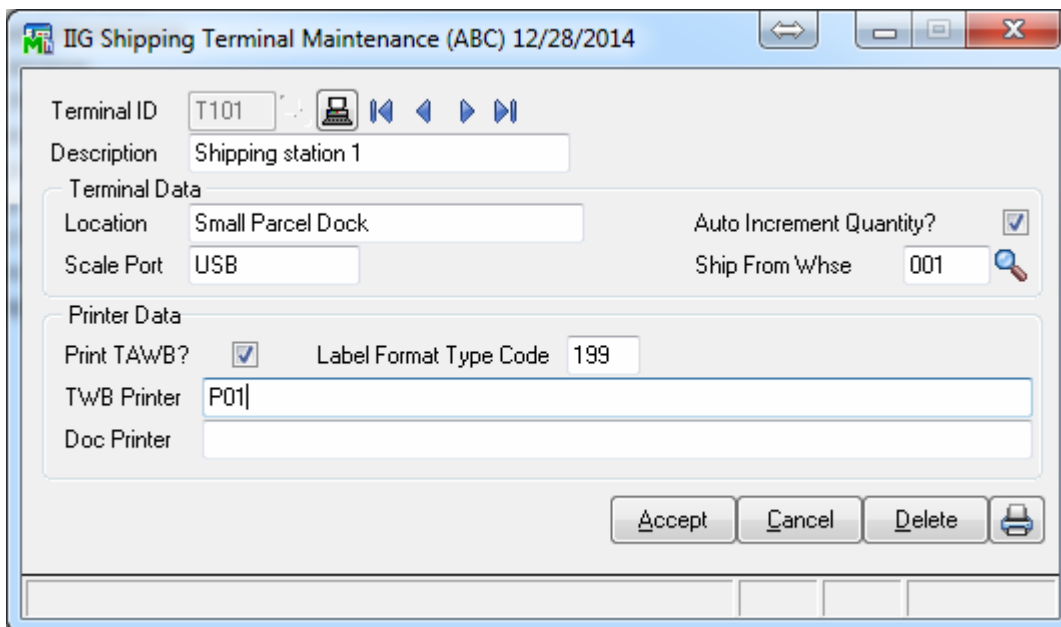 IIG Shipping Terminal Maintenance (ABC) 12/28/2014
Terminal ID T101
Description Shipping station 1
Terminal Data
Location Small Parcel Dock Auto Increment Quantity?
Scale Port USB Ship From Whse 001
Printer Data
Print TAWB? Label Format Type Code 199
TWB Printer P01
Doc Printer
Accept Cancel Delete